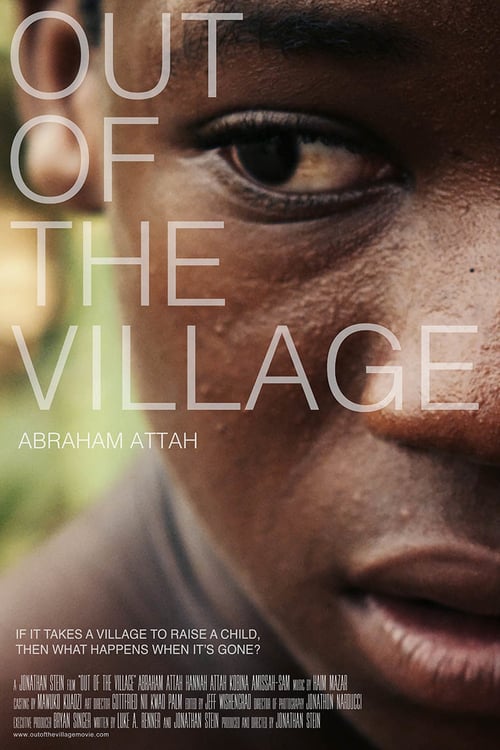 OUT
OF
THE
VILLAGE
ABRAHAM ATTAH
IF IT TAKES A VILLAGE TO RAISE A CHILD,
THEN WHAT HAPPENS WHEN IT'S GONE?
A JONATHAN STEIN FILM "OUT OF THE VILLAGE" ABRAHAM ATTAH HANNAH ATTAH KOBINA AMISSAH-SAM MUSIC BY HAIM MAZAR
CASTING BY MAWUKO KUADZI ART DIRECTOR GOTTFRIED NII KWAO PALM EDITED BY JEFF WISHENGRAD DIRECTOR OF PHOTOGRAPHY JONATHON NARDUCCI
EXECUTIVE PRODUCER BRYAN SINGER WRITTEN BY LUKE A. RENNER AND JONATHAN STEIN PRODUCED AND DIRECTED BY JONATHAN STEIN
www.outofthevillagemovie.com